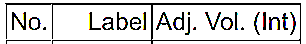 No. Label Adj. Vol. (Int)